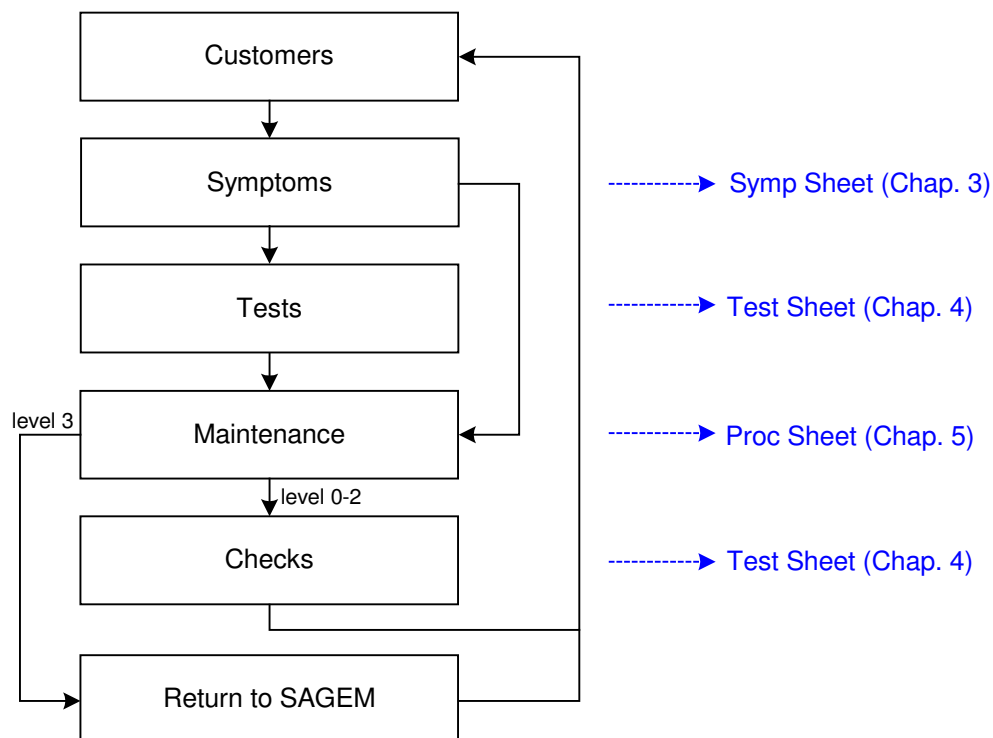 Customers
Symptoms
Symp Sheet (Chap. 3)
Tests
Test Sheet (Chap. 4)
level 3
Maintenance
Proc Sheet (Chap. 5)
level 0-2
Checks
Test Sheet (Chap. 4)
Return to SAGEM